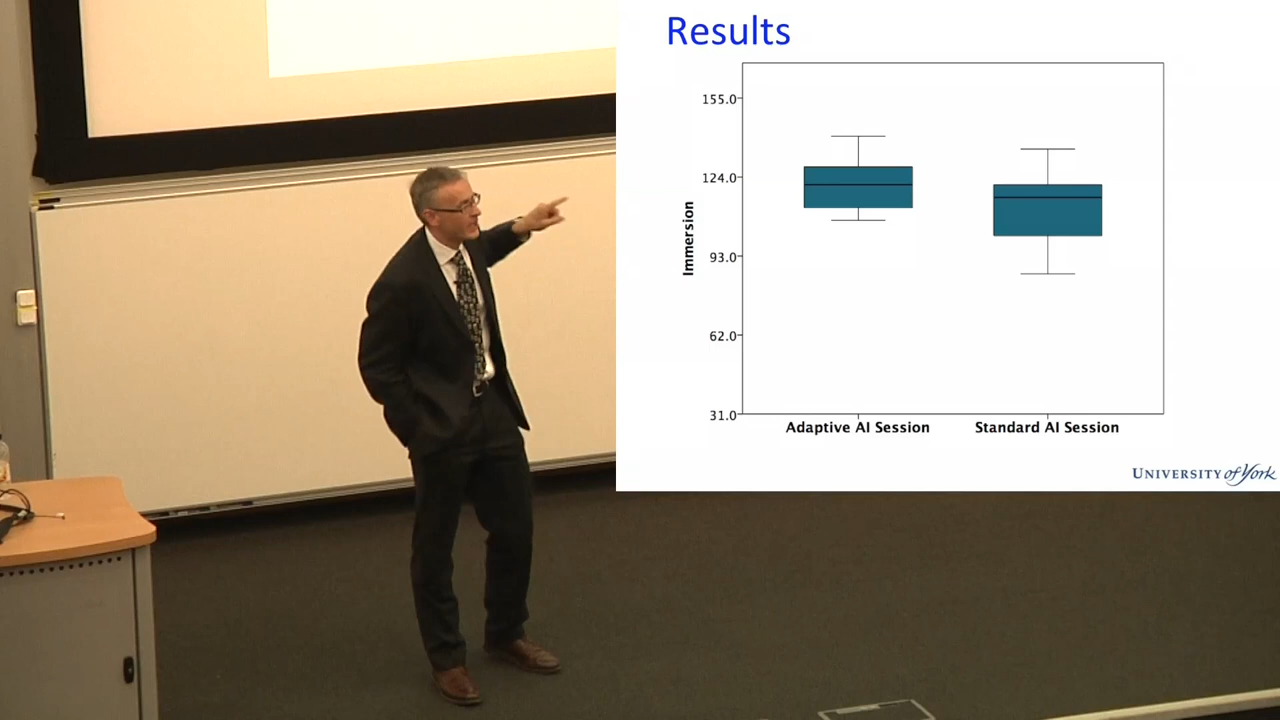 Results
155.0
124.0
93.0
62.0
31.0
Immersion
Adaptive AI Session
Standard AI Session
UNIVERSITY of York